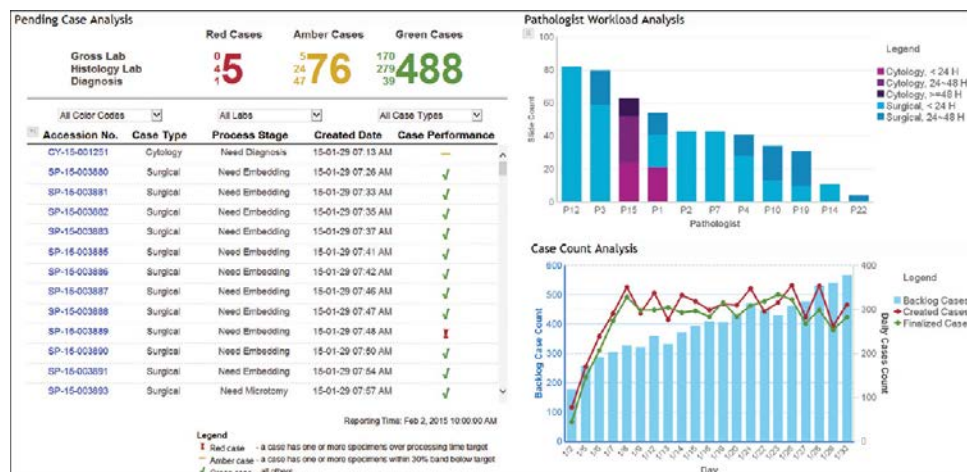 Pending Case Analysis
Red Cases Amber Cases Green Cases
Gross Lab 0 5 170
Histology Lab 4 24 279
Diagnosis 1 47 39
5 76 488
All Color Codes All Labs All Case Types
Accession No. Case Type Process Stage Created Date Case Performance
CY-15-001251 Cytology Need Diagnosis 15-01-29 07:13 AM
SP-15-003880 Surgical Need Embedding 15-01-29 07:26 AM √
SP-15-003881 Surgical Need Embedding 15-01-29 07:33 AM √
SP-15-003882 Surgical Need Embedding 15-01-29 07:35 AM √
SP-15-003883 Surgical Need Embedding 15-01-29 07:37 AM √
SP-15-003885 Surgical Need Embedding 15-01-29 07:41 AM √
SP-15-003886 Surgical Need Embedding 15-01-29 07:42 AM √
SP-15-003887 Surgical Need Embedding 15-01-29 07:46 AM √
SP-15-003888 Surgical Need Embedding 15-01-29 07:47 AM √
SP-15-003889 Surgical Need Embedding 15-01-29 07:48 AM
SP-15-003890 Surgical Need Embedding 15-01-29 07:50 AM √
SP-15-003891 Surgical Need Embedding 15-01-29 07:54 AM √
SP-15-003893 Surgical Need Microtomy 15-01-29 07:57 AM √
Reporting Time: Feb 2, 2015 10:00:00 AM
Legend
Red case - a case has one or more specimens over processing time target
Amber case - a case has one or more specimens within 30% band below target
Pathologist Workload Analysis
Slide Count
100
80
60
40
20
0
P12 P3 P15 P1 P2 P7 P4 P10 P19 P14 P22
Pathologist
Legend
Cytology, < 24 H
Cytology, 24~48 H
Cytology, >=48 H
Surgical, < 24 H
Surgical, 24~48 H
Case Count Analysis
Backlog Case Count
600
500
400
300
200
100
0
Daily Cases Count
400
300
200
100
0
Day
Legend
Backlog Cases
Created Cases
Finalized Case